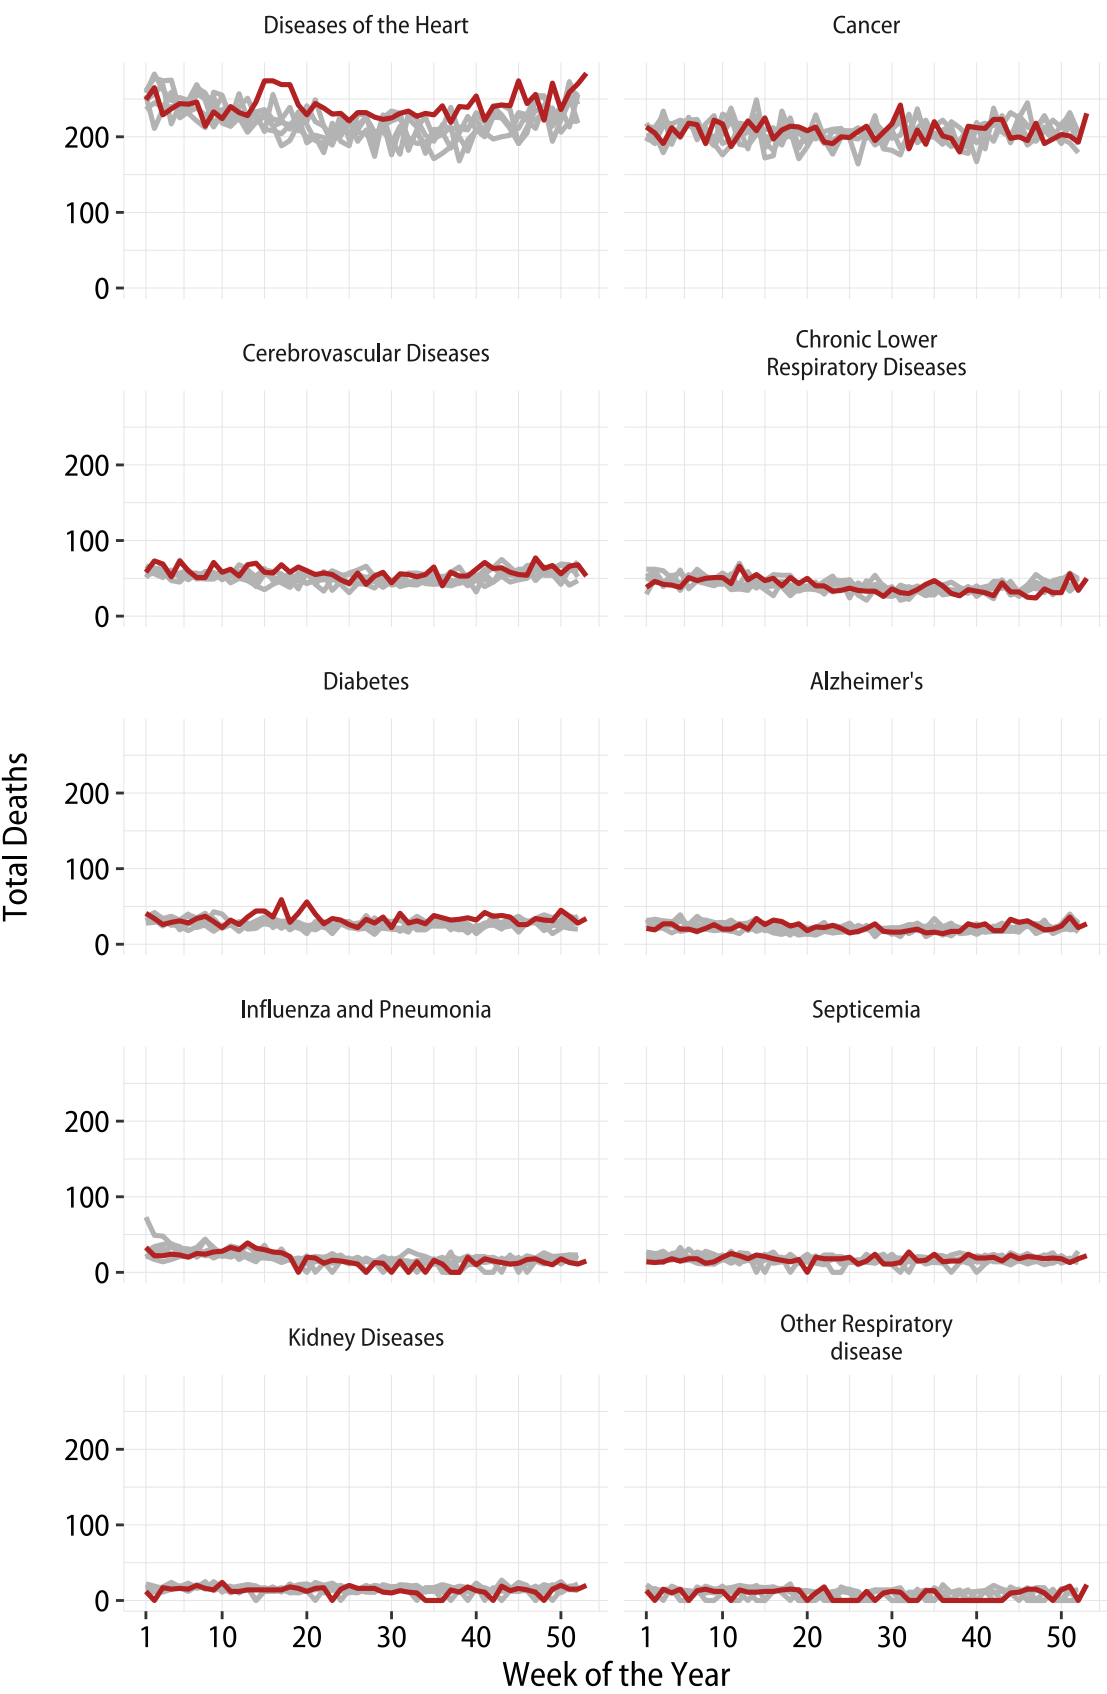 Diseases of the Heart
Cancer
200
100
0
Cerebrovascular Diseases
Chronic Lower
Respiratory Diseases
200
100
0
Diabetes
Alzheimer's
200
100
0
Total Deaths
Influenza and Pneumonia
Septicemia
200
100
0
Kidney Diseases
Other Respiratory
disease
200
100
0
1 10 20 30 40 50
1 10 20 30 40 50
Week of the Year